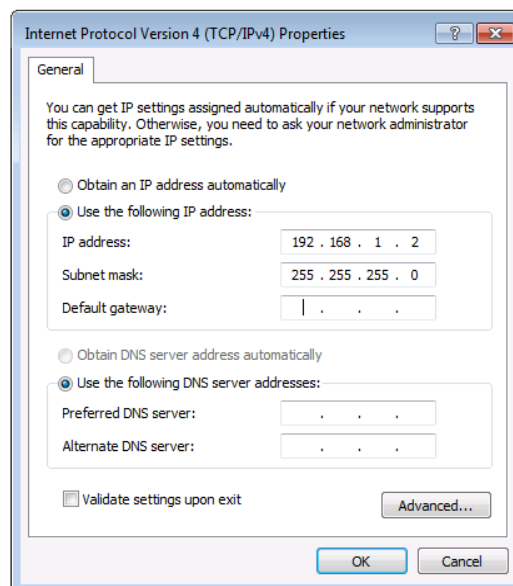 Internet Protocol Version 4 (TCP/IPv4) Properties
General
You can get IP settings assigned automatically if your network supports
this capability. Otherwise, you need to ask your network administrator
for the appropriate IP settings.
Obtain an IP address automatically
Use the following IP address:
IP address: 192 . 168 . 1 . 2
Subnet mask: 255 . 255 . 255 . 0
Default gateway: . . .
Obtain DNS server address automatically
Use the following DNS server addresses:
Preferred DNS server: . . .
Alternate DNS server: . . .
Validate settings upon exit
Advanced...
OK Cancel